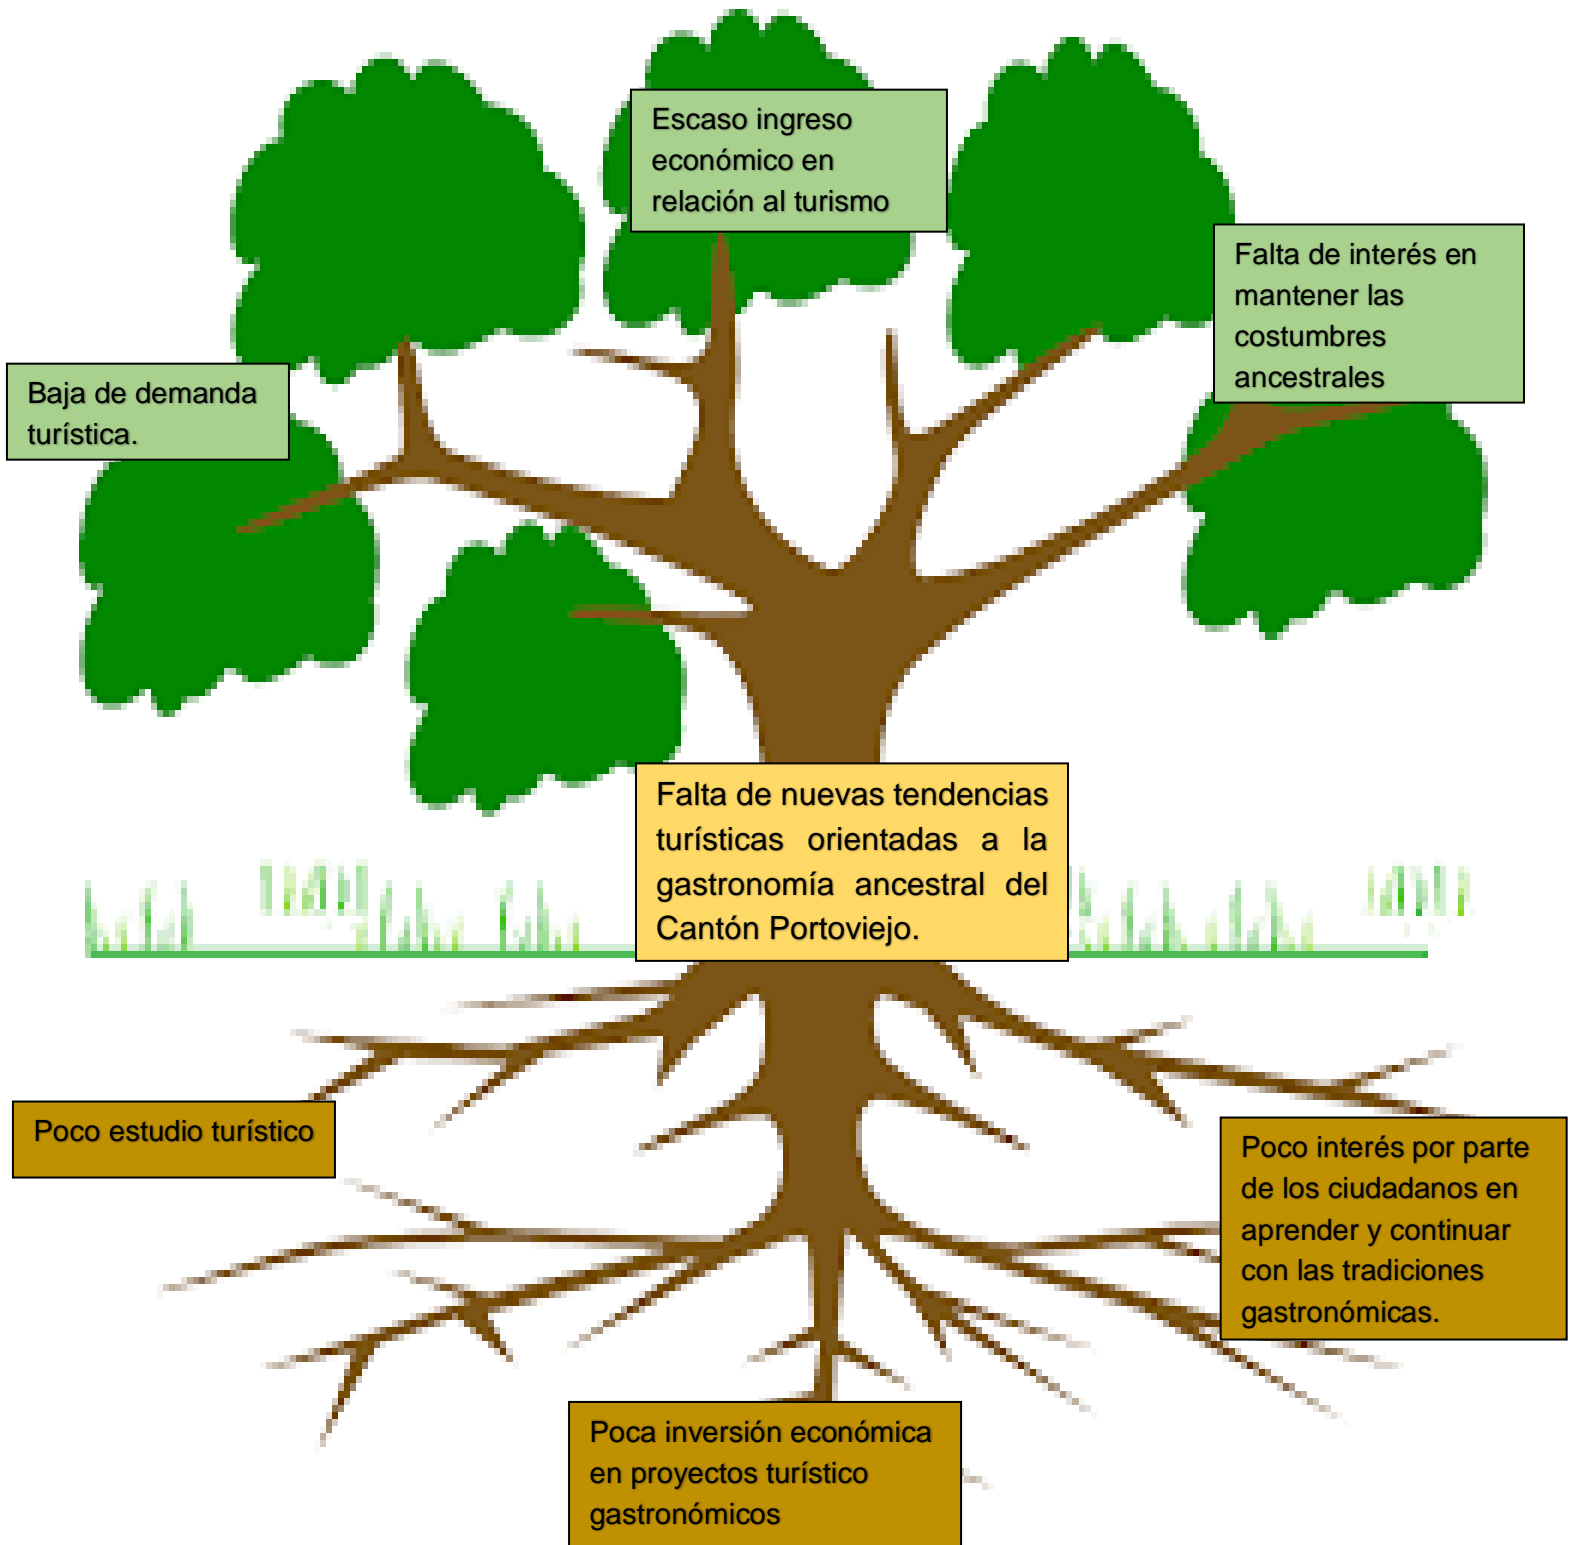 Escaso ingreso
económico en
relación al turismo
Falta de interés en
mantener las
costumbres
ancestrales
Baja de demanda
turística.
Falta de nuevas tendencias
turísticas orientadas a la
gastronomía ancestral del
Cantón Portoviejo.
Poco estudio turístico
Poco interés por parte
de los ciudadanos en
aprender y continuar
con las tradiciones
gastronómicas.
Poca inversión económica
en proyectos turístico
gastronómicos